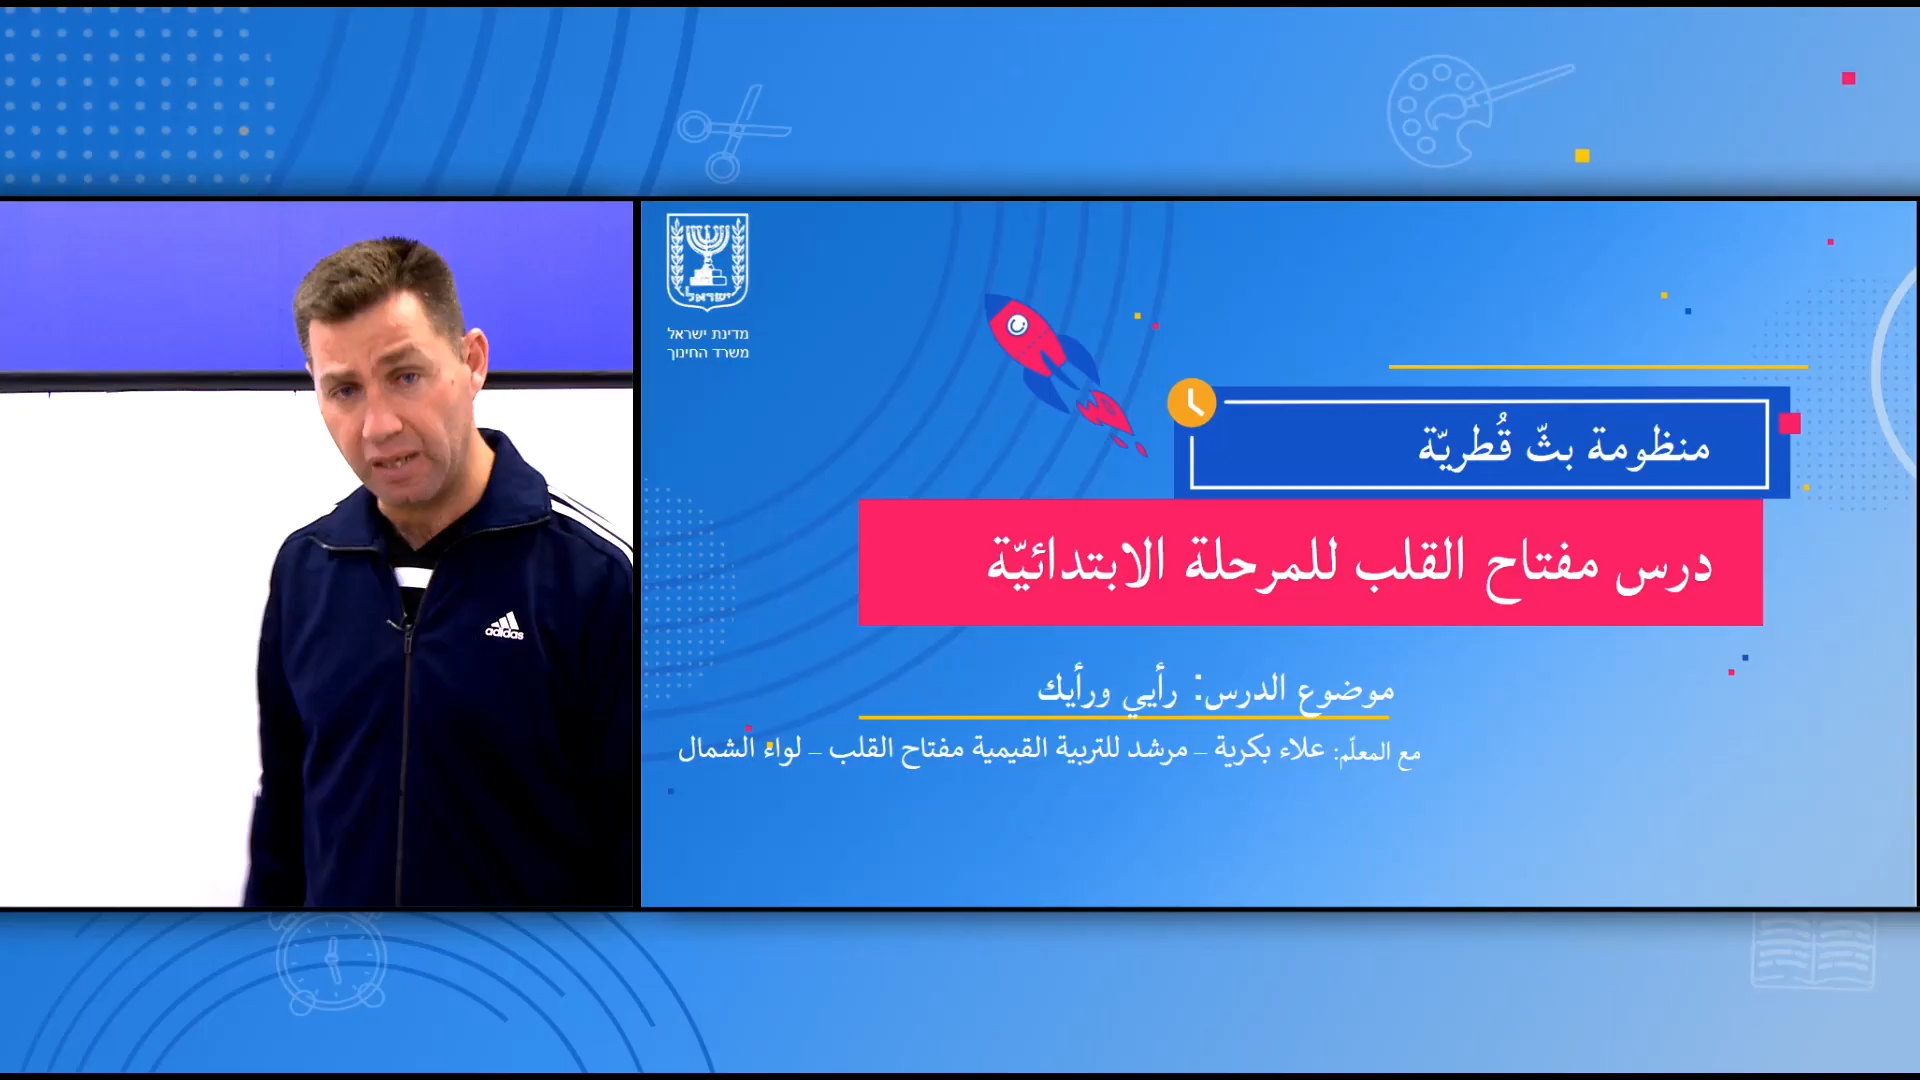 ישראל
מדינת ישראל
משרד החינוך
منظومة بثّ قُطريّة
درس مفتاح القلب للمرحلة الابتدائيّة
موضوع الدرس: رأيي ورأيك
مع المعلّم: علاء بكرية – مرشد للتربية القيمية مفتاح القلب – لواء الشمال
adidas